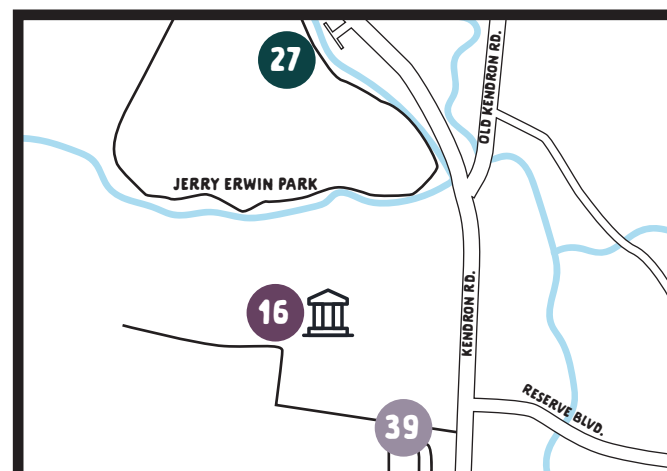 27
OLD KENDRON RD.
JERRY ERWIN PARK
16
KENDRON RD.
RESERVE BLVD.
39